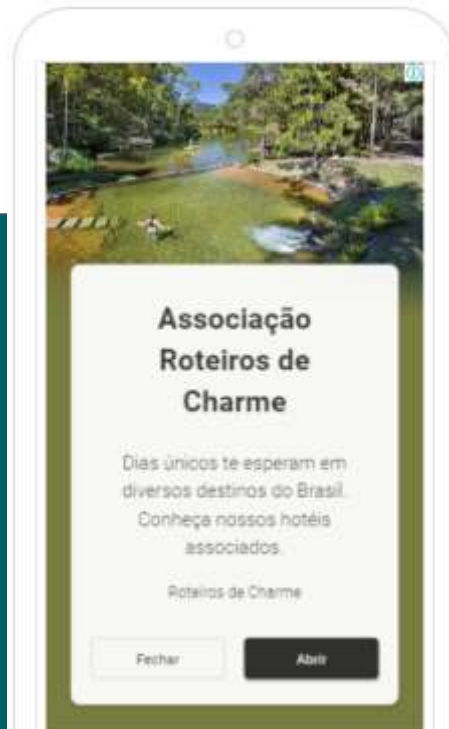 Associação
Roteiros de
Charme
Dias únicos te esperam em
diversos destinos do Brasil.
Conheça nossos hotéis
associados.
Roteiros de Charme
Fechar
Abrir